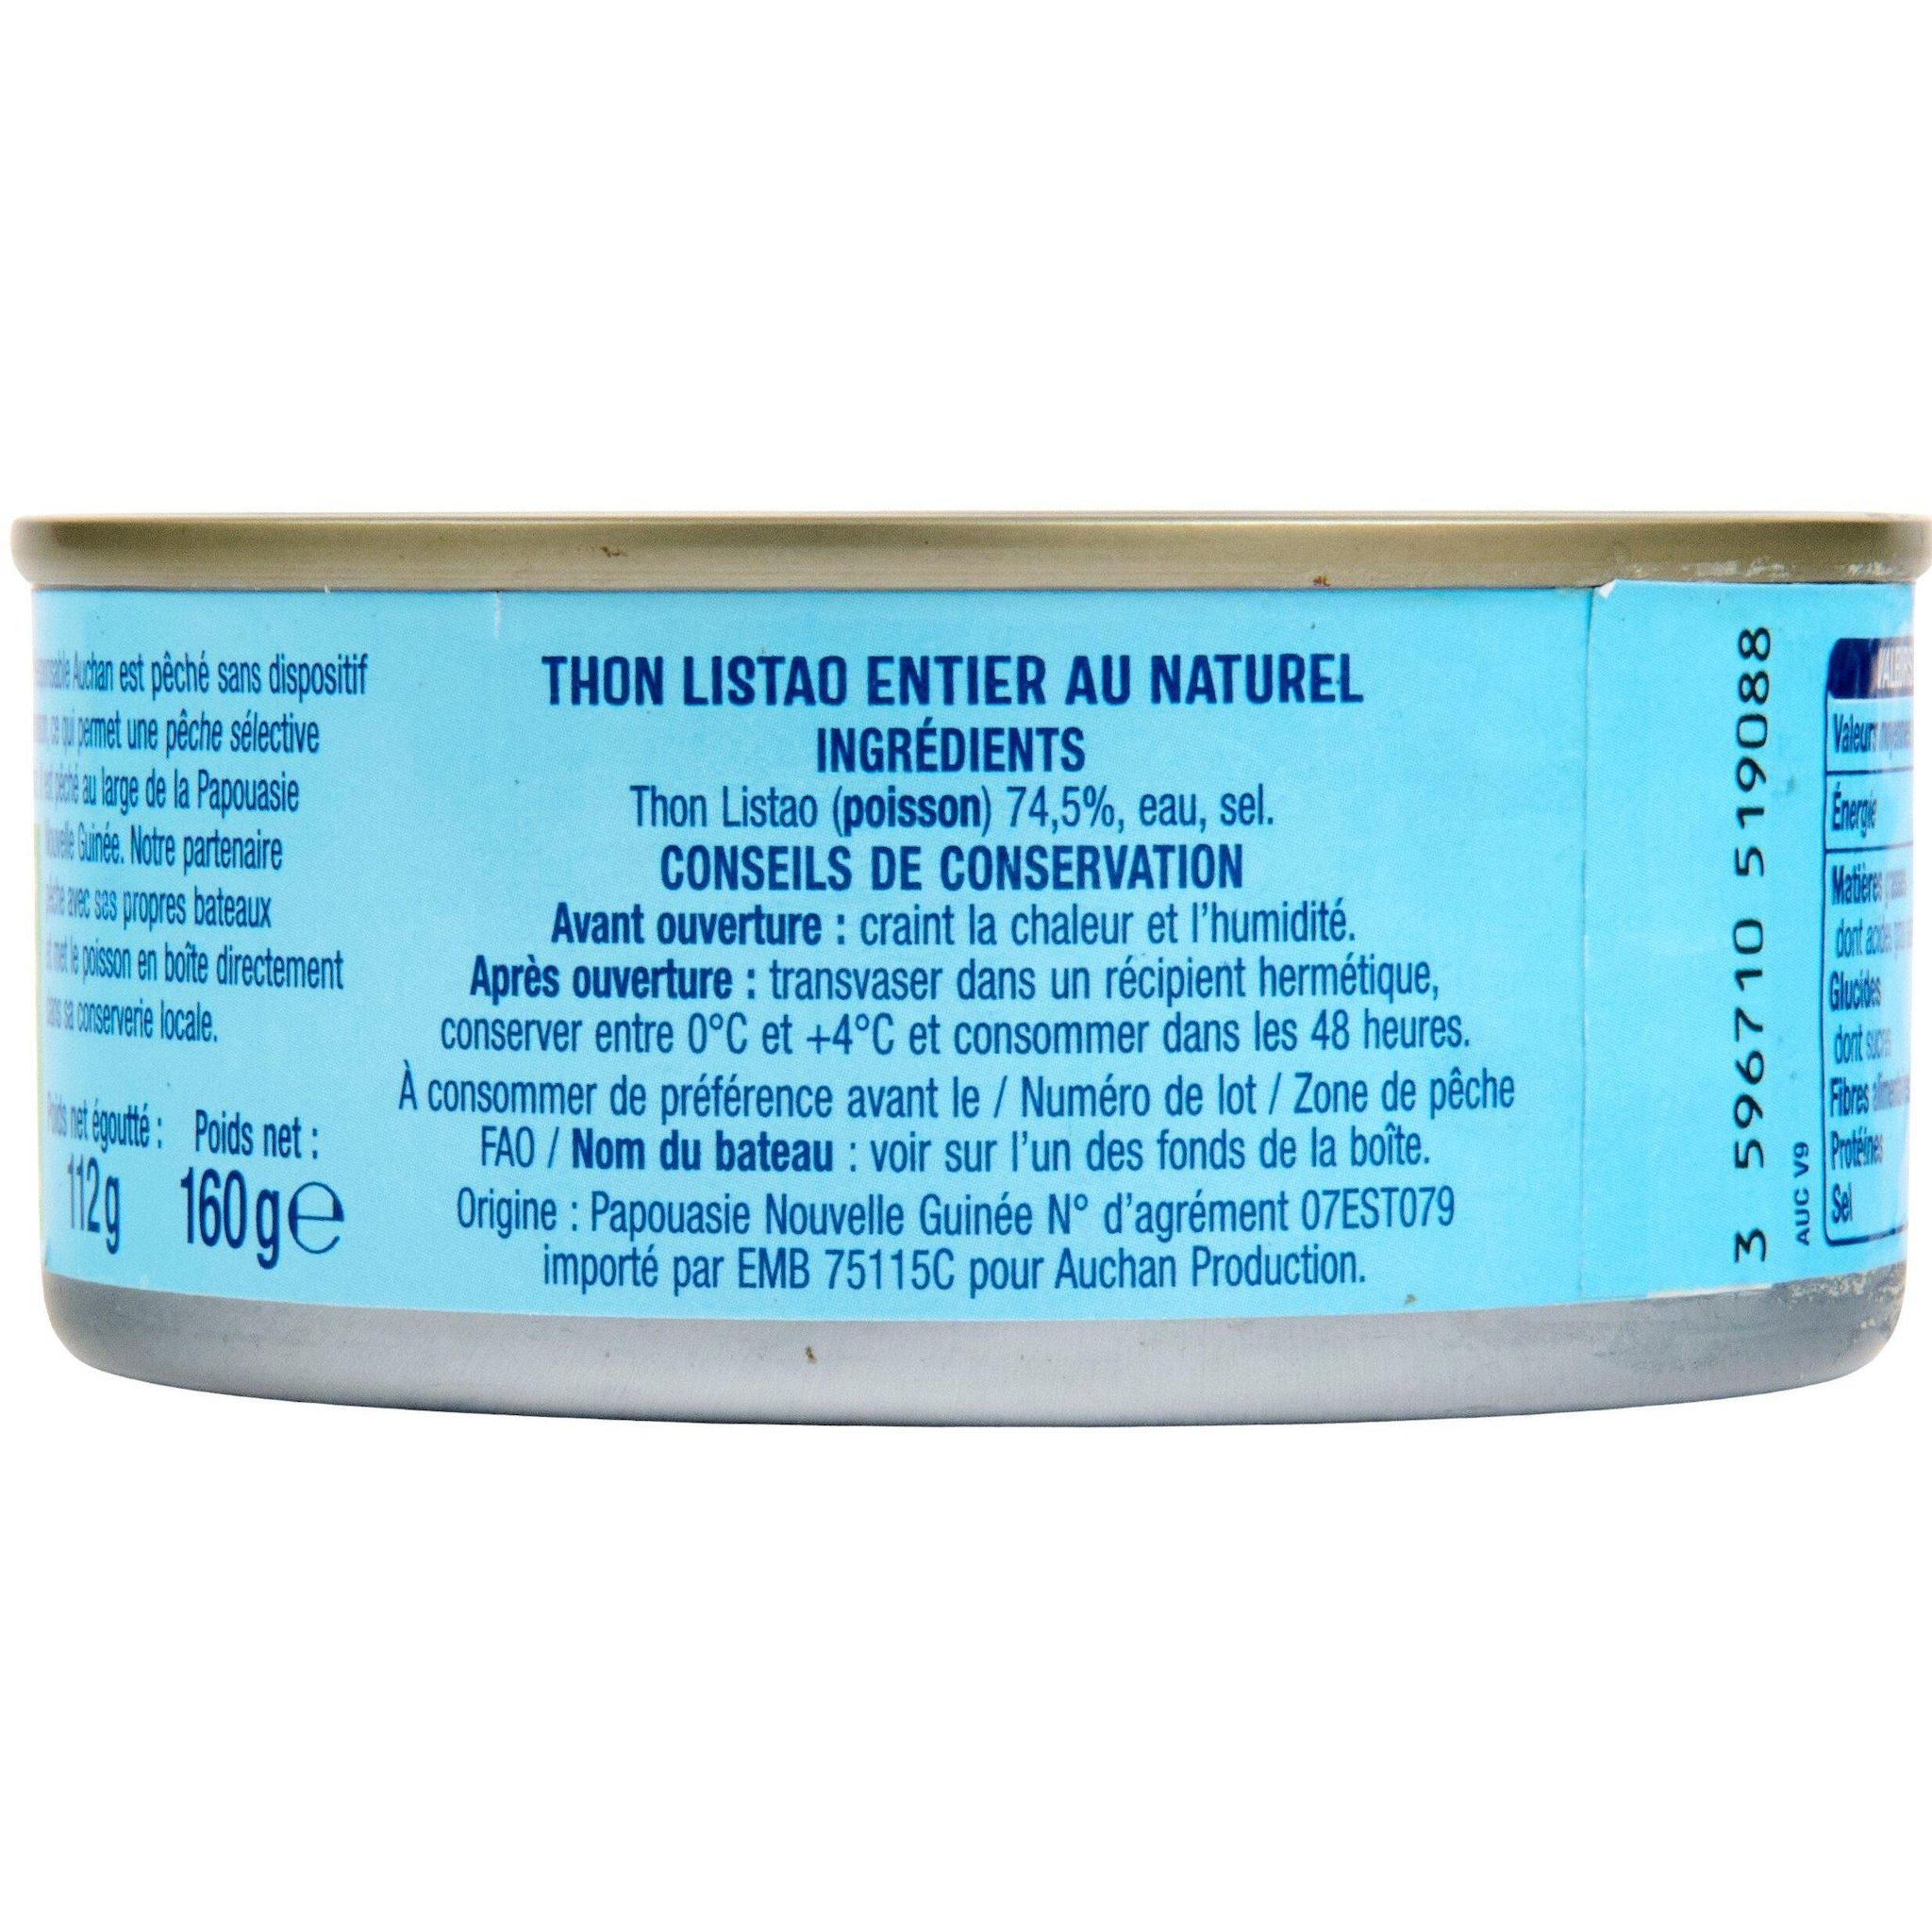 Auchan est pêché sans dispositif
ce qui permet une pêche sélective
est pêché au large de la Papouasie
Nouvelle Guinée. Notre partenaire
pêche avec ses propres bateaux
et met le poisson en boîte directement
dans sa conserverie locale.
Poids net égoutté : Poids net :
112g 160g e
THON LISTAO ENTIER AU NATUREL
INGRÉDIENTS
Thon Listao (poisson) 74,5%, eau, sel.
CONSEILS DE CONSERVATION
Avant ouverture : craint la chaleur et l'humidité.
Après ouverture : transvaser dans un récipient hermétique,
conserver entre 0°C et +4°C et consommer dans les 48 heures.
À consommer de préférence avant le / Numéro de lot / Zone de pêche
FAO / Nom du bateau : voir sur l'un des fonds de la boîte.
Origine : Papouasie Nouvelle Guinée N° d'agrément 07EST079
importé par EMB 75115C pour Auchan Production.
3 596710 519088
AUC V9
Valeurs
Énergie
Matières
dont
Glucides
dont sucres
Fibres
Protéines
Sel